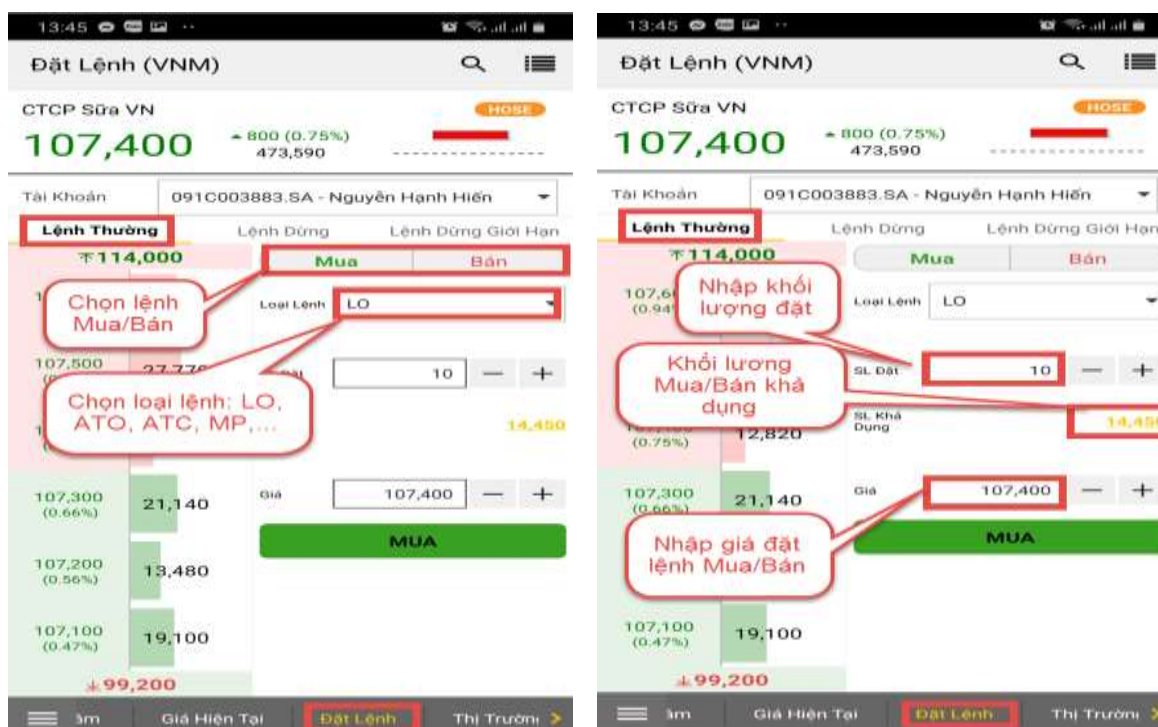 13:45
Đặt Lệnh (VNM)
CTCP Sữa VN
HOSE
107,400
800 (0.75%)
473,590
Tài Khoản
091C003883.SA - Nguyễn Hạnh Hiến
Lệnh Thường
Lệnh Dừng
Lệnh Dừng Giới Hạn
114,000
Mua
Bán
Chọn lệnh
Mua/Bán
Loại Lệnh
LO
107,500
27,770
10
Chọn loại lệnh: LO,
ATO, ATC, MP,...
14,450
107,300
(0.66%)
21,140
Giá
107,400
MUA
107,200
(0.56%)
13,480
107,100
(0.47%)
19,100
99,200
Giá Hiện Tại
Đặt Lệnh
13:45
Đặt Lệnh (VNM)
CTCP Sữa VN
HOSE
107,400
800 (0.75%)
473,590
Tài Khoản
091C003883.SA - Nguyễn Hạnh Hiến
Lệnh Thường
Lệnh Dừng
Lệnh Dừng Giới Hạn
114,000
Mua
Bán
Nhập khối
lượng đặt
Loại Lệnh
LO
Khối lương
Mua/Bán khả
dụng
SL Đặt
10
SL Khả
Dụng
14,450
(0.75%)
12,820
107,300
(0.66%)
21,140
Giá
107,400
MUA
Nhập giá đặt
lệnh Mua/Bán
107,100
(0.47%)
19,100
99,200
Giá Hiện Tại
Đặt Lệnh